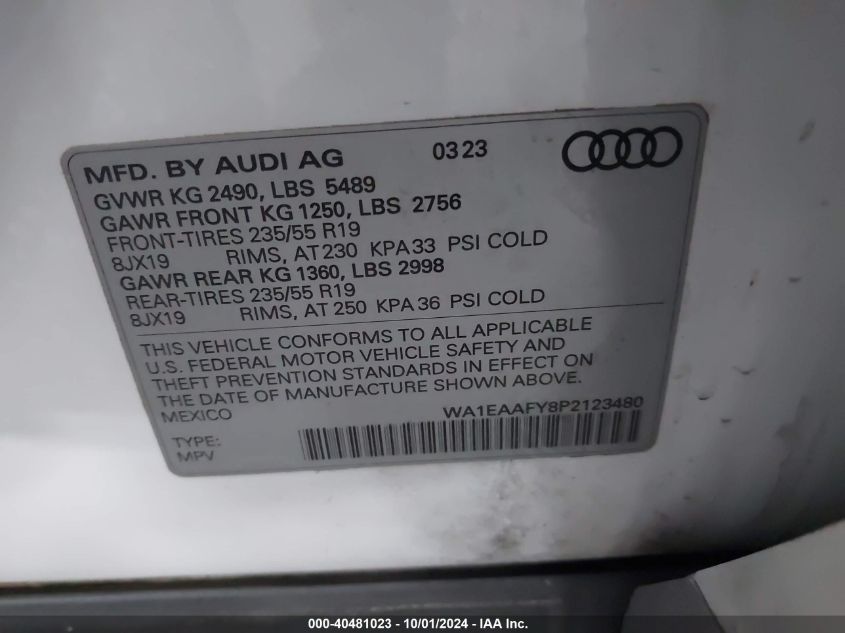 MFD. BY AUDI AG 0323
GVWR KG 2490, LBS 5489
GAWR FRONT KG 1250, LBS 2756
FRONT-TIRES 235/55 R19
8JX19 RIMS, AT 230 KPA 33 PSI COLD
GAWR REAR KG 1360, LBS 2998
REAR-TIRES 235/55 R19
8JX19 RIMS, AT 250 KPA 36 PSI COLD
THIS VEHICLE CONFORMS TO ALL APPLICABLE
U.S. FEDERAL MOTOR VEHICLE SAFETY AND
THEFT PREVENTION STANDARDS IN EFFECT ON
THE DATE OF MANUFACTURE SHOWN ABOVE.
MEXICO WA1EAAFY8P2123480
TYPE:
MPV
000-40481023 - 10/01/2024 - IAA Inc.